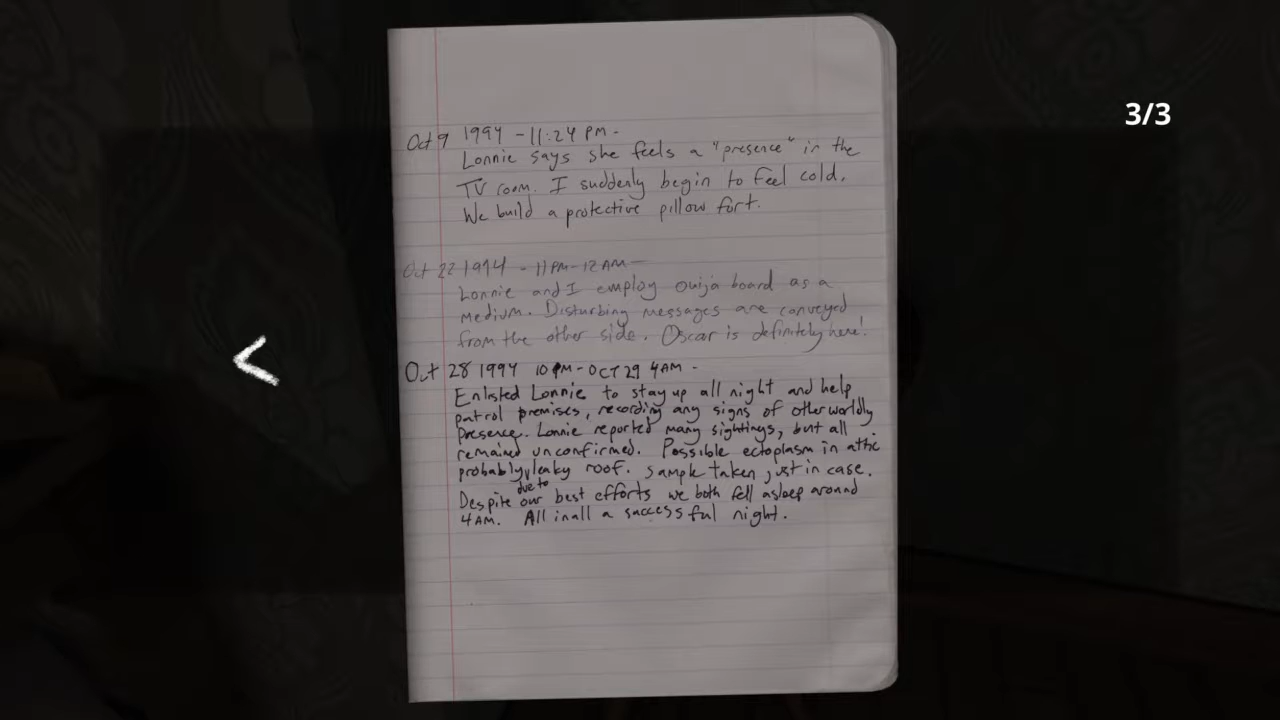 3/3
Oct 9 1994 - 11:24 PM -
Lonnie says she feels a "presence" in the
TV room. I suddenly begin to feel cold.
We build a protective pillow fort.
Oct 22 1994 - 11PM - 12AM -
Lonnie and I employ ouija board as a
medium. Disturbing messages are conveyed
from the other side. Oscar is definitely here!
Oct 28 1994 10 PM - OCT 29 4AM -
Enlisted Lonnie to stay up all night and help
patrol premises, recording any signs of otherworldly
presence. Lonnie reported many sightings, but all
remained unconfirmed. Possible ectoplasm in attic
probably leaky roof. Sample taken just in case.
due to
Despite our best efforts we both fell asleep around
4AM. All in all a successful night.